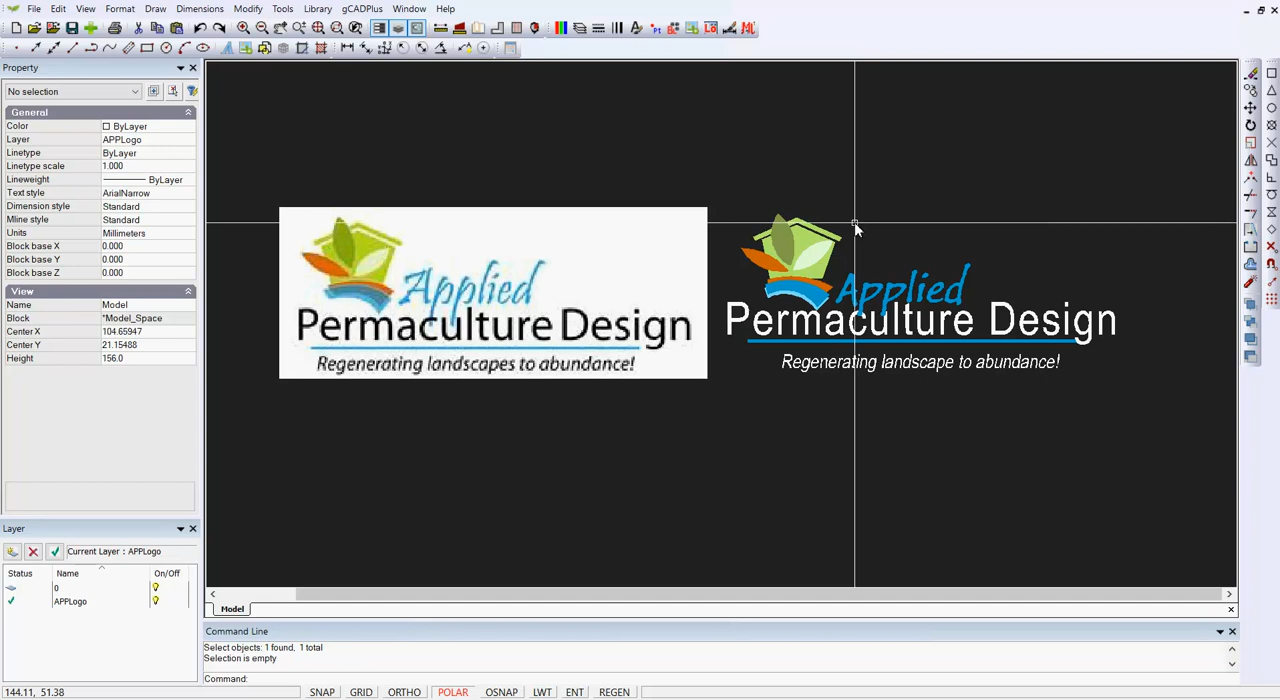 File Edit View Format Draw Dimensions Modify Tools Library gCADPlus Window Help
Property
No selection
General
Color ByLayer
Layer APPLogo
Linetype ByLayer
Linetype scale 1.000
Lineweight ByLayer
Text style ArialNarrow
Dimension style Standard
Mline style Standard
Units Millimeters
Block base X 0.000
Block base Y 0.000
Block base Z 0.000
View
Name Model
Block *Model_Space
Center X 104.65947
Center Y 21.15488
Height 156.0
Applied
Permaculture Design
Regenerating landscapes to abundance!
Applied
Permaculture Design
Regenerating landscape to abundance!
Layer
Current Layer : APPLogo
Status Name On/Off
0
APPLogo
Model
Command Line
Select objects: 1 found, 1 total
Selection is empty
Command:
144.11, 51.38 SNAP GRID ORTHO POLAR OSNAP LWT ENT REGEN